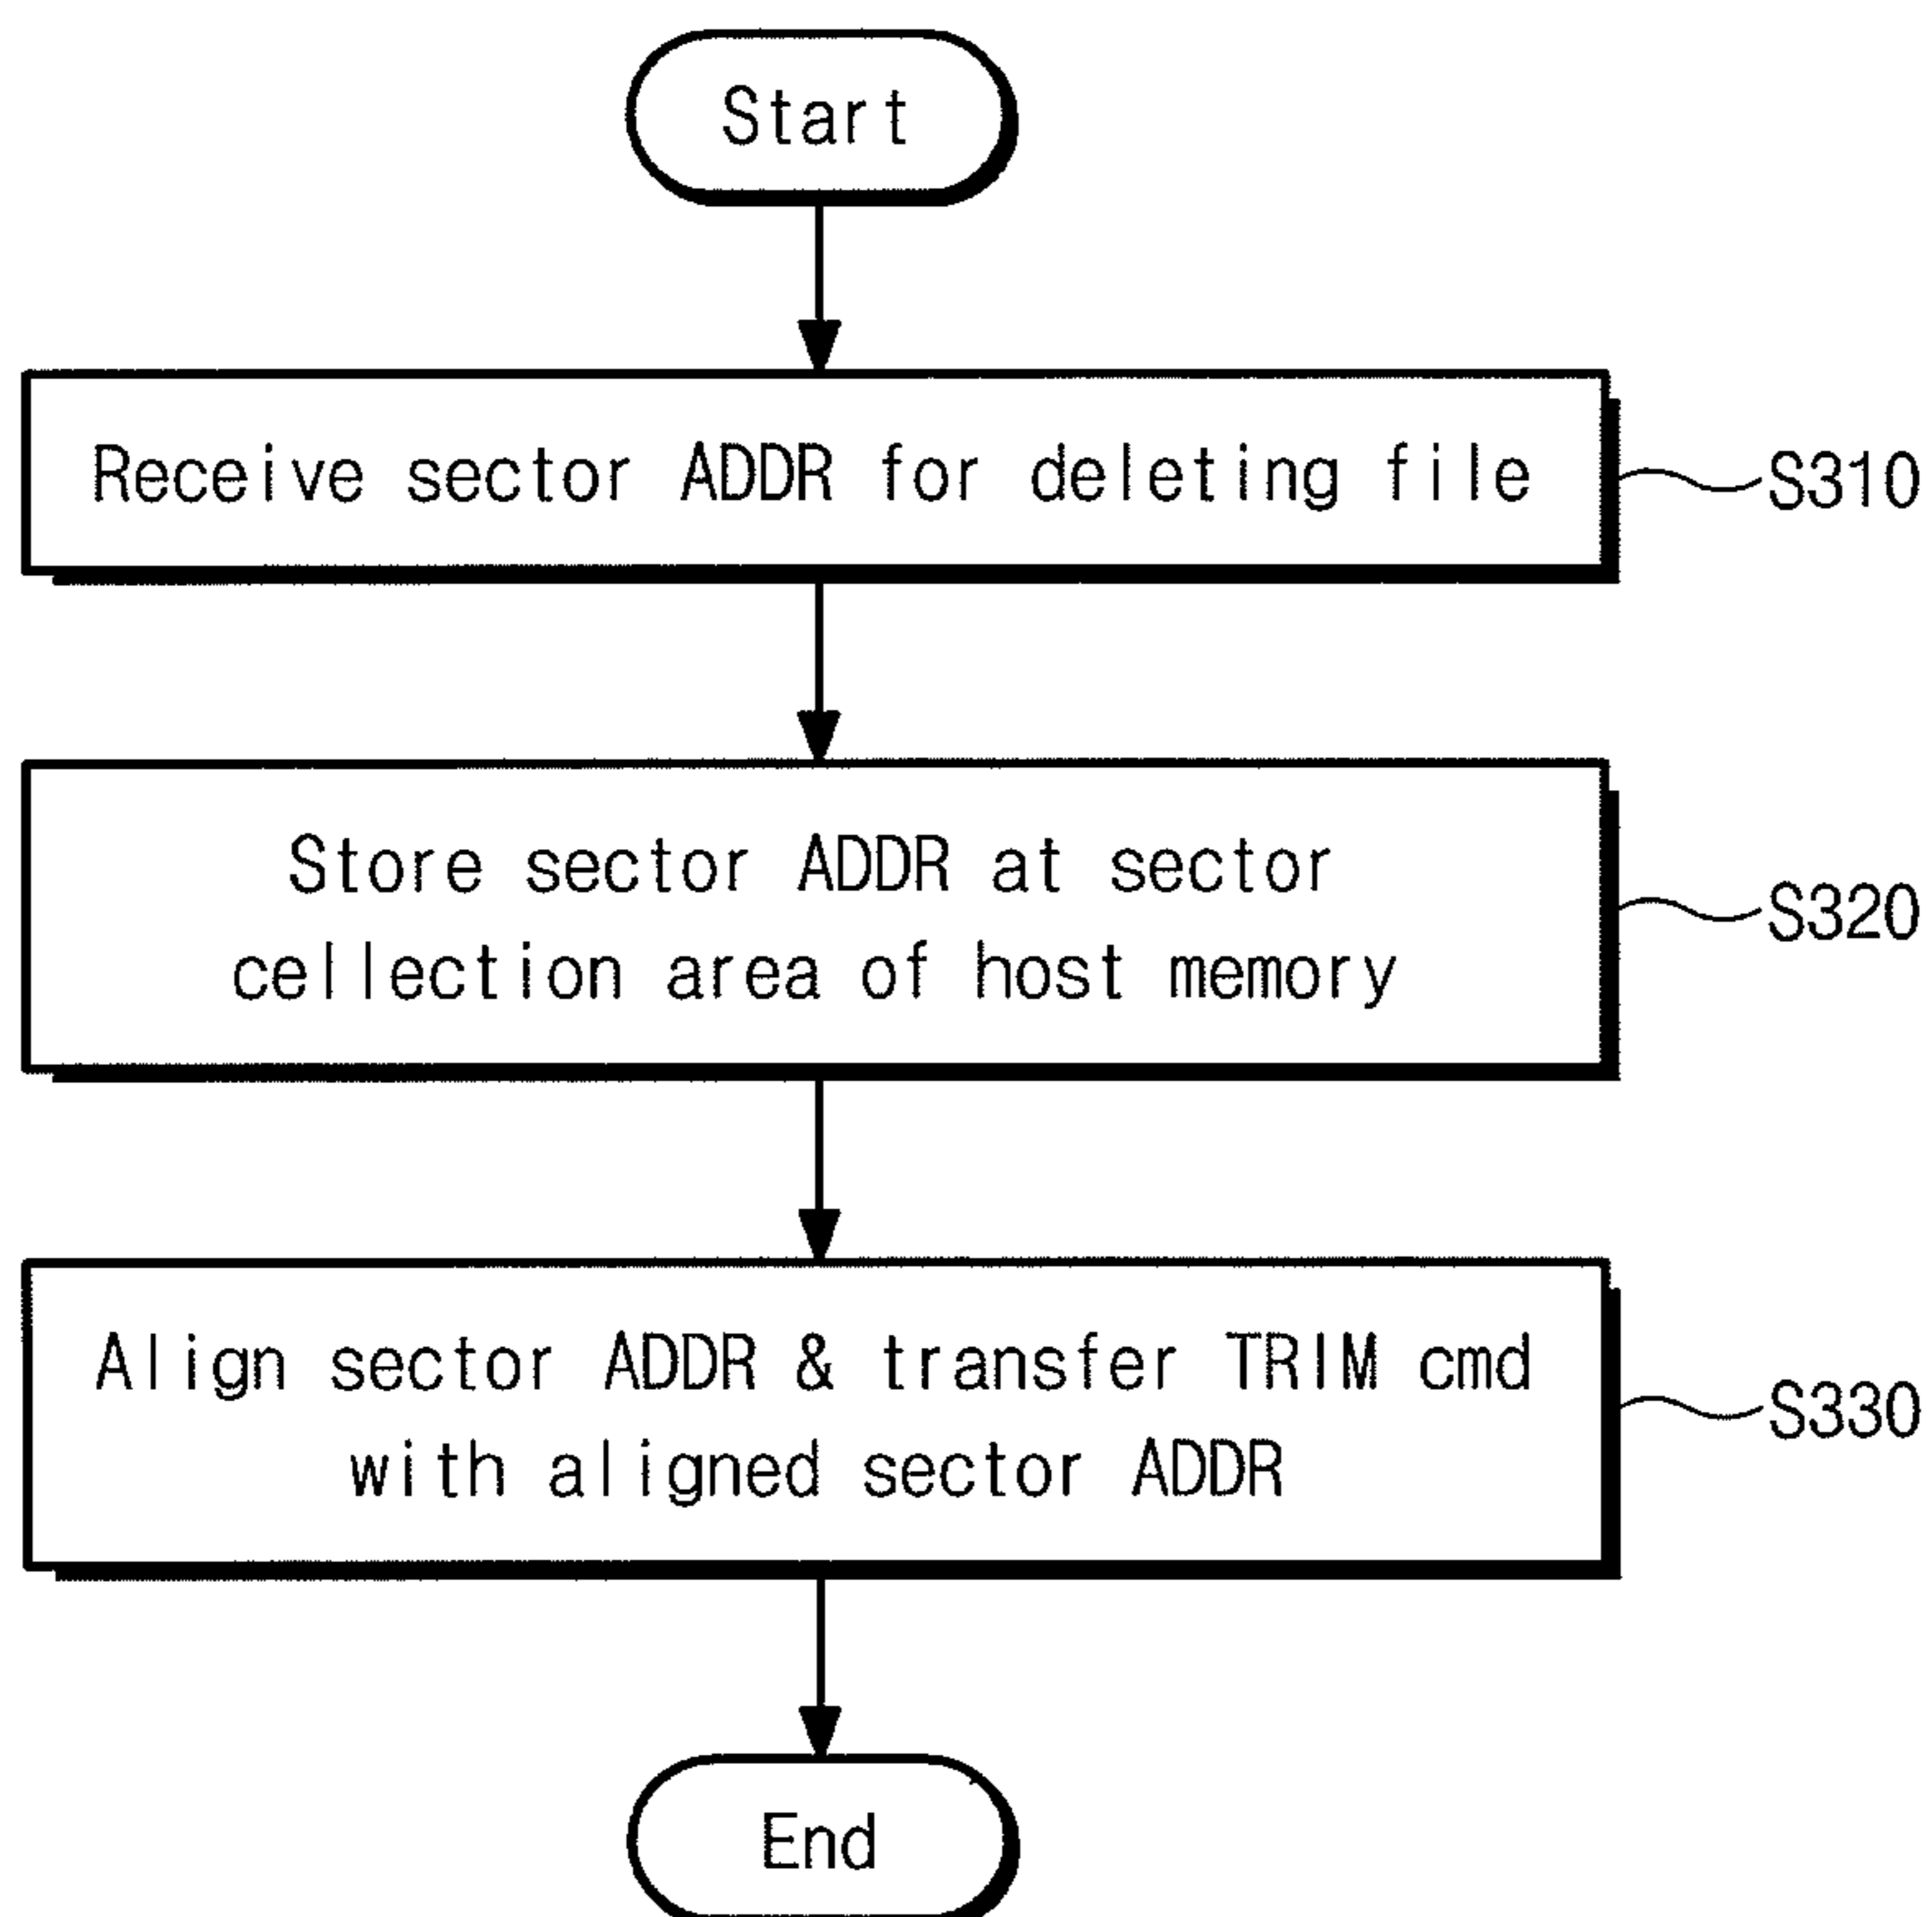 Start
Receive sector ADDR for deleting file
S310
Store sector ADDR at sector
cellection area of host memory
S320
Align sector ADDR & transfer TRIM cmd
with aligned sector ADDR
S330
End